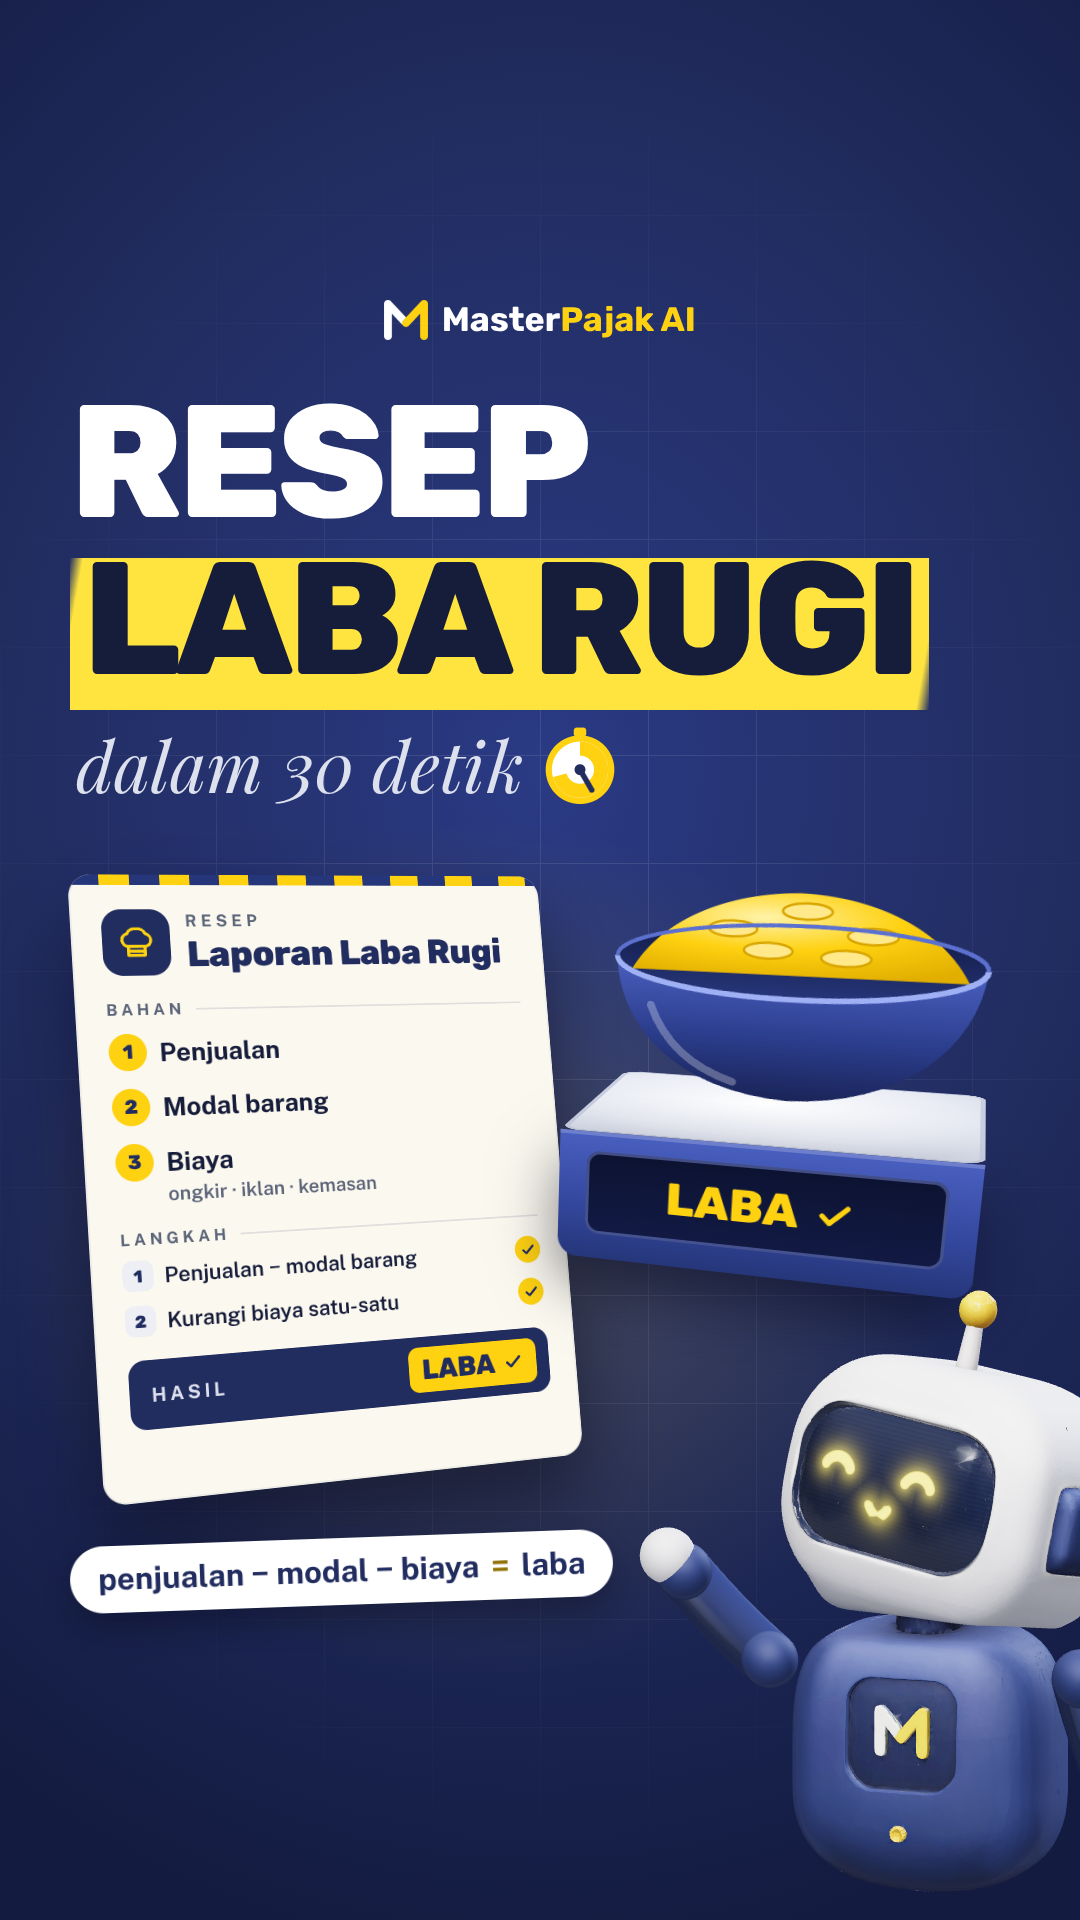 MasterPajak AI
RESEP
LABA RUGI
dalam 30 detik
RESEP
Laporan Laba Rugi
BAHAN
1 Penjualan
2 Modal barang
3 Biaya
ongkir · iklan · kemasan
LANGKAH
1 Penjualan – modal barang
2 Kurangi biaya satu-satu
HASIL LABA ✓
LABA ✓
penjualan – modal – biaya = laba
M